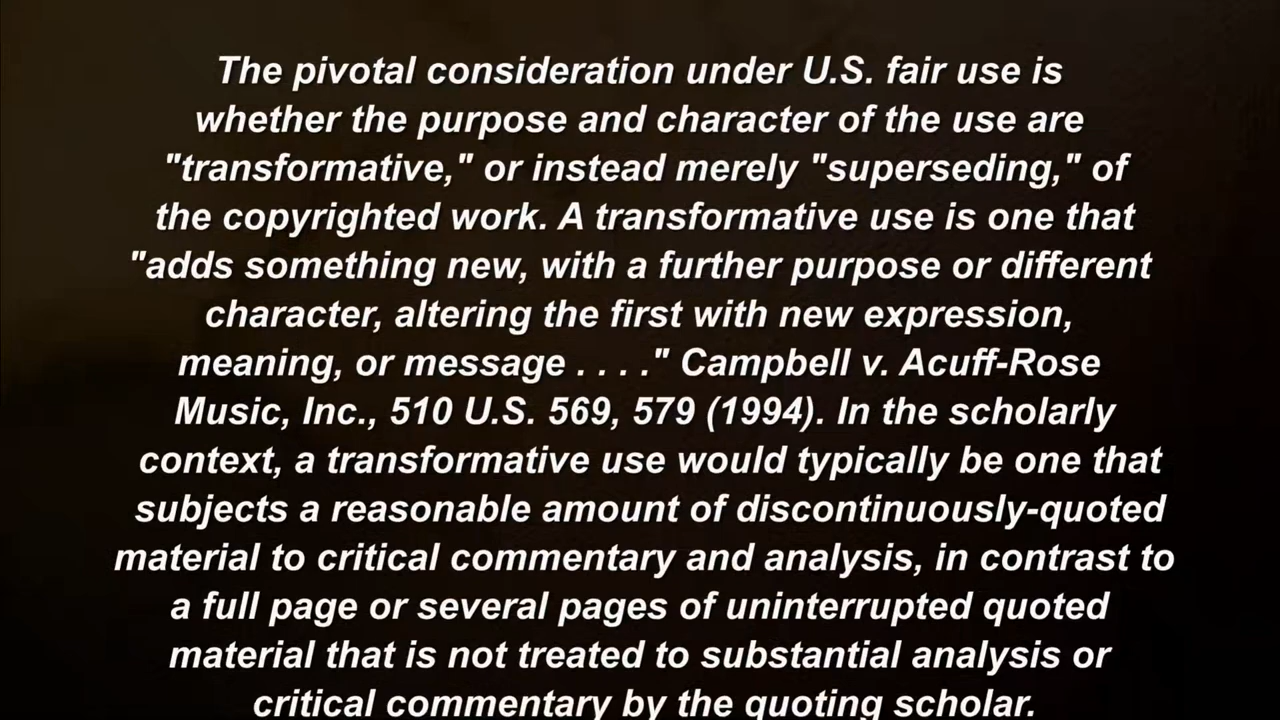 The pivotal consideration under U.S. fair use is
whether the purpose and character of the use are
"transformative," or instead merely "superseding," of
the copyrighted work. A transformative use is one that
"adds something new, with a further purpose or different
character, altering the first with new expression,
meaning, or message . . . ." Campbell v. Acuff-Rose
Music, Inc., 510 U.S. 569, 579 (1994). In the scholarly
context, a transformative use would typically be one that
subjects a reasonable amount of discontinuously-quoted
material to critical commentary and analysis, in contrast to
a full page or several pages of uninterrupted quoted
material that is not treated to substantial analysis or
critical commentary by the quoting scholar.